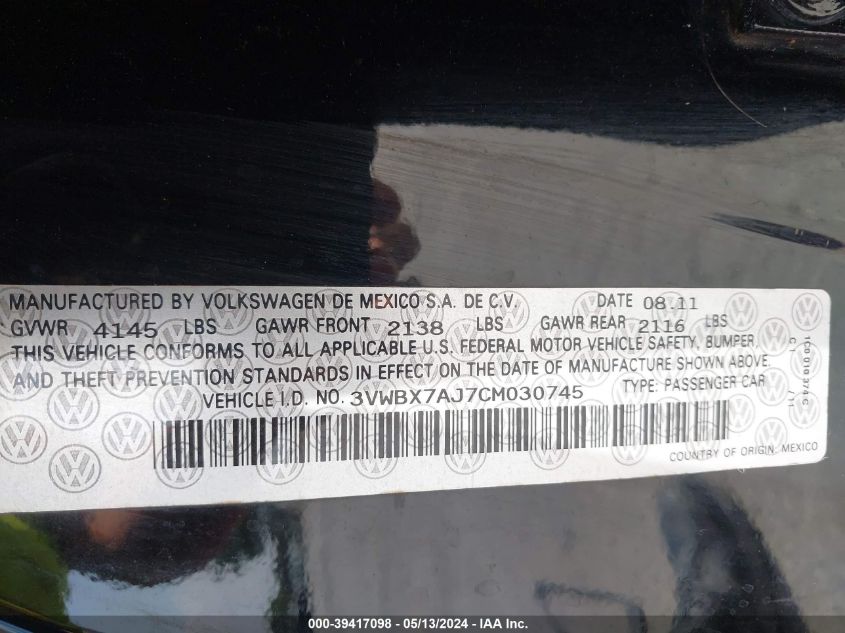 MANUFACTURED BY VOLKSWAGEN DE MEXICO S.A. DE C.V. DATE 08.11
GVWR 4145 LBS GAWR FRONT 2138 LBS GAWR REAR 2116 LBS
THIS VEHICLE CONFORMS TO ALL APPLICABLE U.S. FEDERAL MOTOR VEHICLE SAFETY, BUMPER,
AND THEFT PREVENTION STANDARDS IN EFFECT ON THE DATE OF MANUFACTURE SHOWN ABOVE.
VEHICLE I.D. NO. 3VWBX7AJ7CM030745 TYPE: PASSENGER CAR
COUNTRY OF ORIGIN: MEXICO
1C0 010 374 C
000-39417098 - 05/13/2024 - IAA Inc.